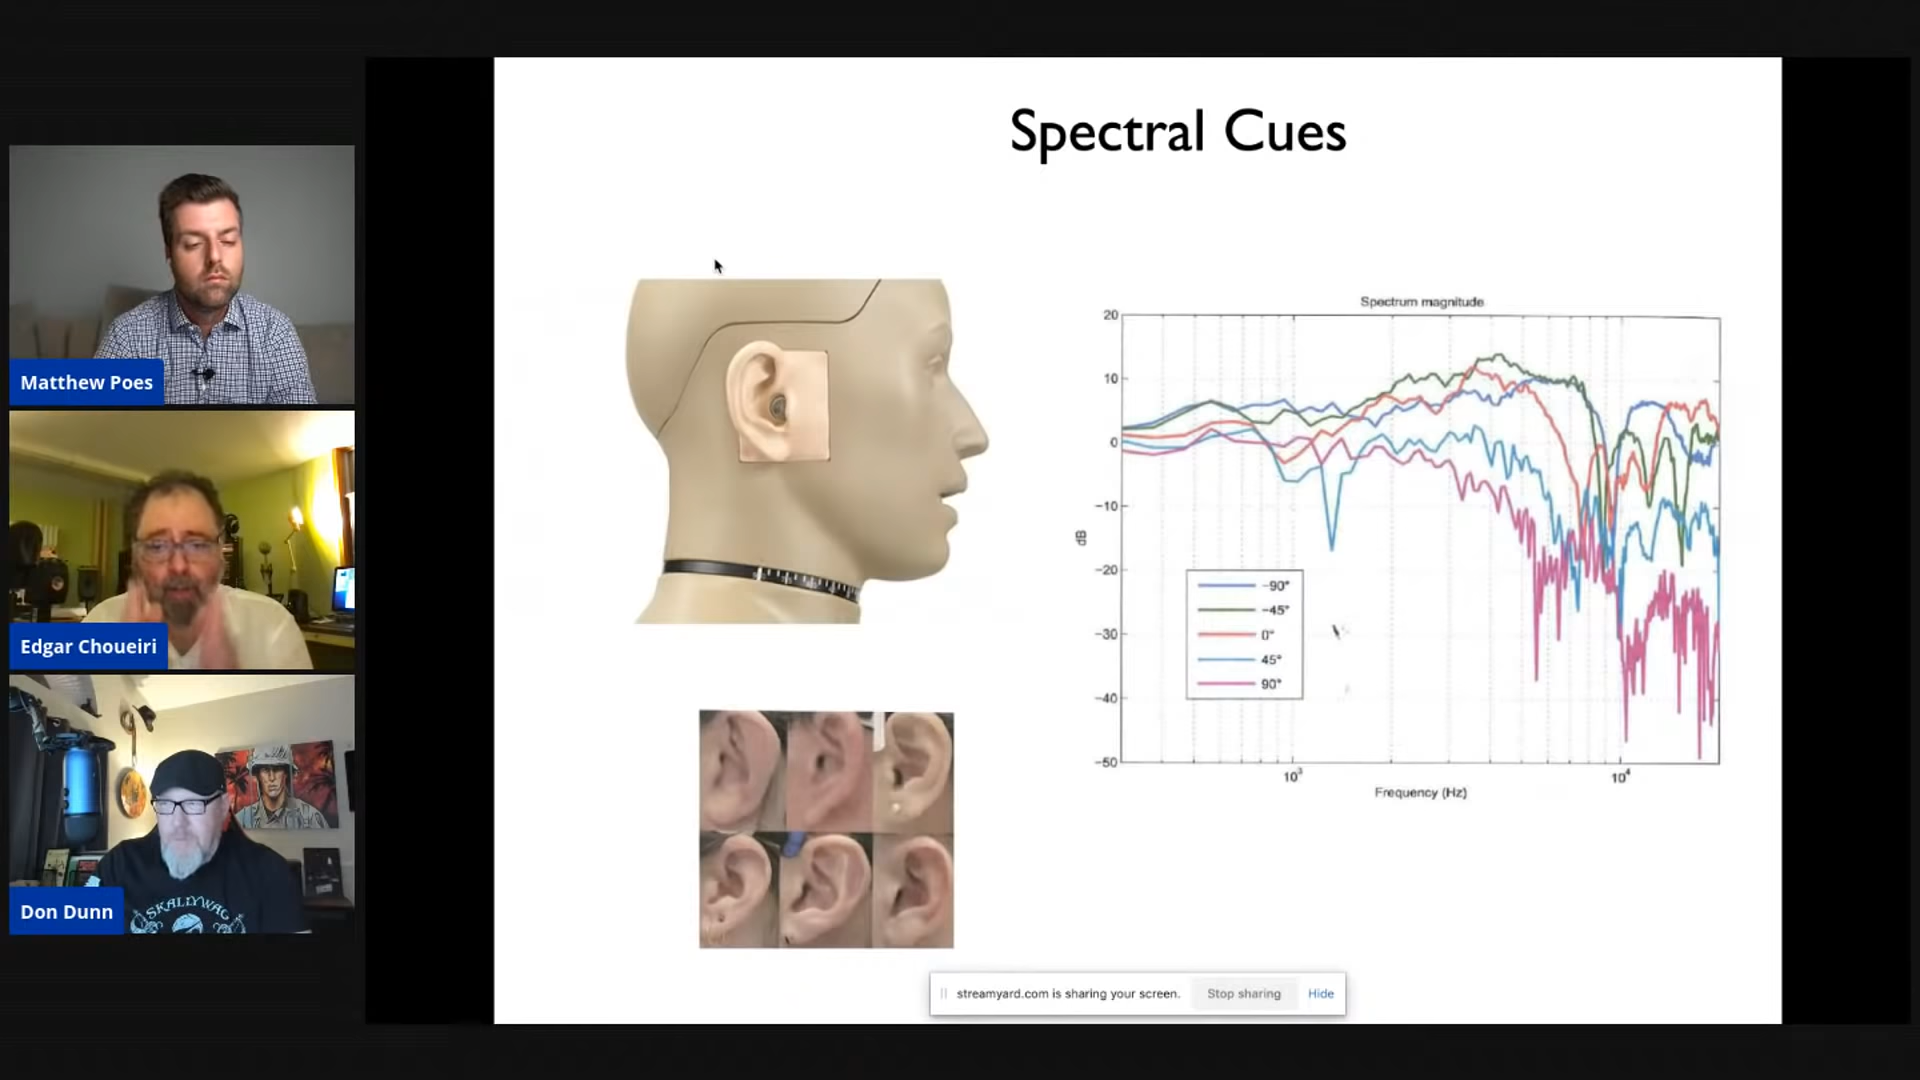 Spectral Cues
Matthew Poes
Edgar Choueiri
SKALLYWAG
Don Dunn
Spectrum magnitude
20
10
0
−10
−20
−30
−40
−50
dB
−90°
−45°
0°
45°
90°
10³
10⁴
Frequency (Hz)
streamyard.com is sharing your screen.
Stop sharing
Hide